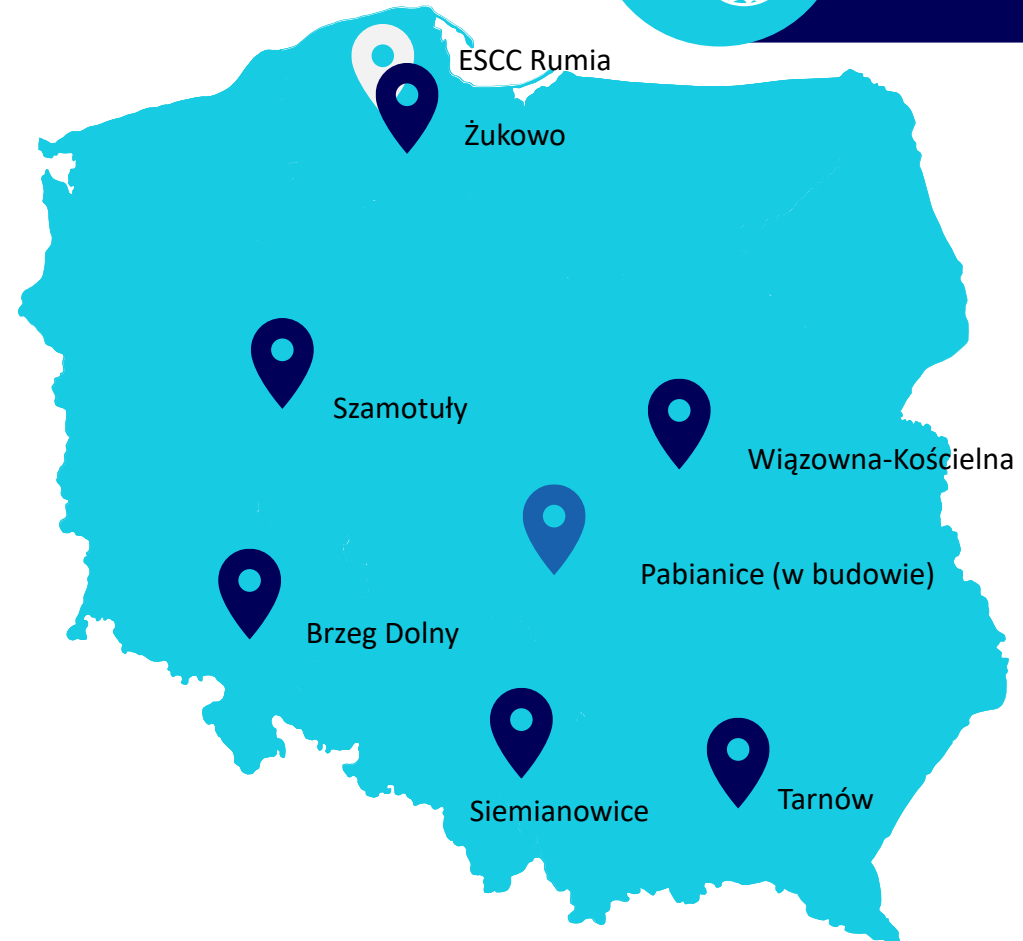 ESCC Rumia
Żukowo
Szamotuły
Wiązowna-Kościelna
Pabianice (w budowie)
Brzeg Dolny
Siemianowice
Tarnów